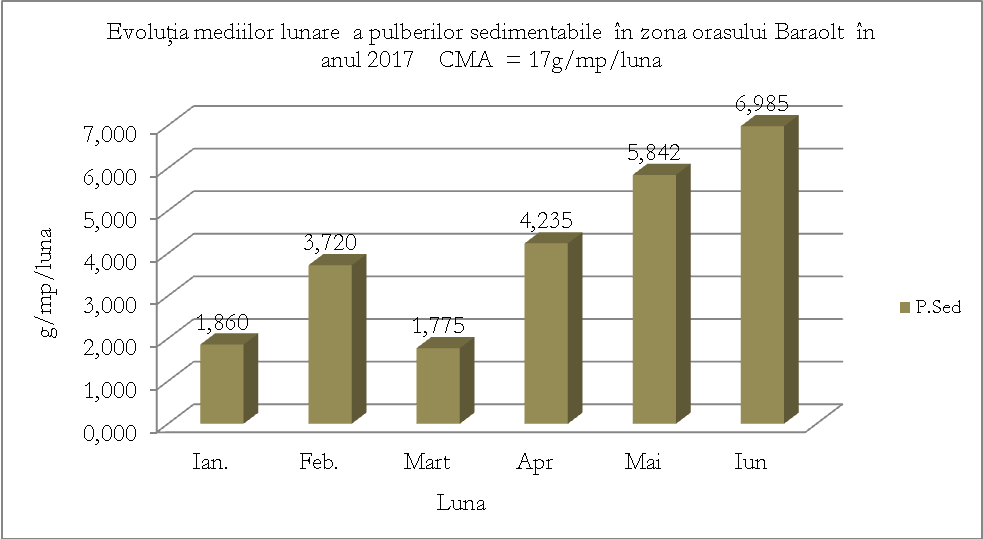 Evoluția mediilor lunare a pulberilor sedimentabile în zona orasului Baraolt în
anul 2017 CMA = 17g/mp/luna
g/mp/luna
7,000
6,000
5,000
4,000
3,000
2,000
1,000
0,000
1,860
3,720
1,775
4,235
5,842
6,985
Ian.
Feb.
Mart
Apr
Mai
Iun
Luna
P.Sed